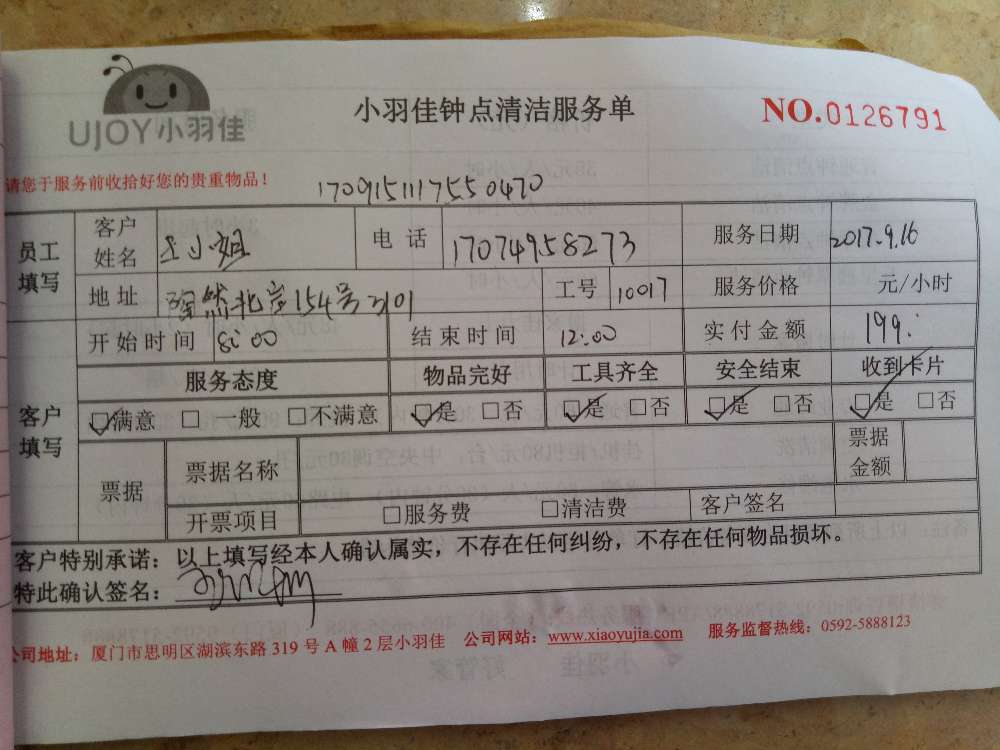 UJOY小羽佳
小羽佳钟点清洁服务单
NO.0126791
请您于服务前收拾好您的贵重物品！
1709151117550470
员工填写 客户姓名 王小姐 电话 17074958273 服务日期 2017.9.16
地址 陶然北宫154号3101 工号 10017 服务价格 元/小时
开始时间 8:00 结束时间 12:00 实付金额 199.
客户填写 服务态度 物品完好 工具齐全 安全结束 收到卡片
☑满意 □一般 □不满意 ☑是 □否 ☑是 □否 ☑是 □否 ☑是 □否
票据 票据名称 票据金额
开票项目 □服务费 □清洁费 客户签名
客户特别承诺：以上填写经本人确认属实，不存在任何纠纷，不存在任何物品损坏。
特此确认签名：
公司地址：厦门市思明区湖滨东路319号A幢2层小羽佳 公司网站：www.xiaoyujia.com 服务监督热线：0592-5888123